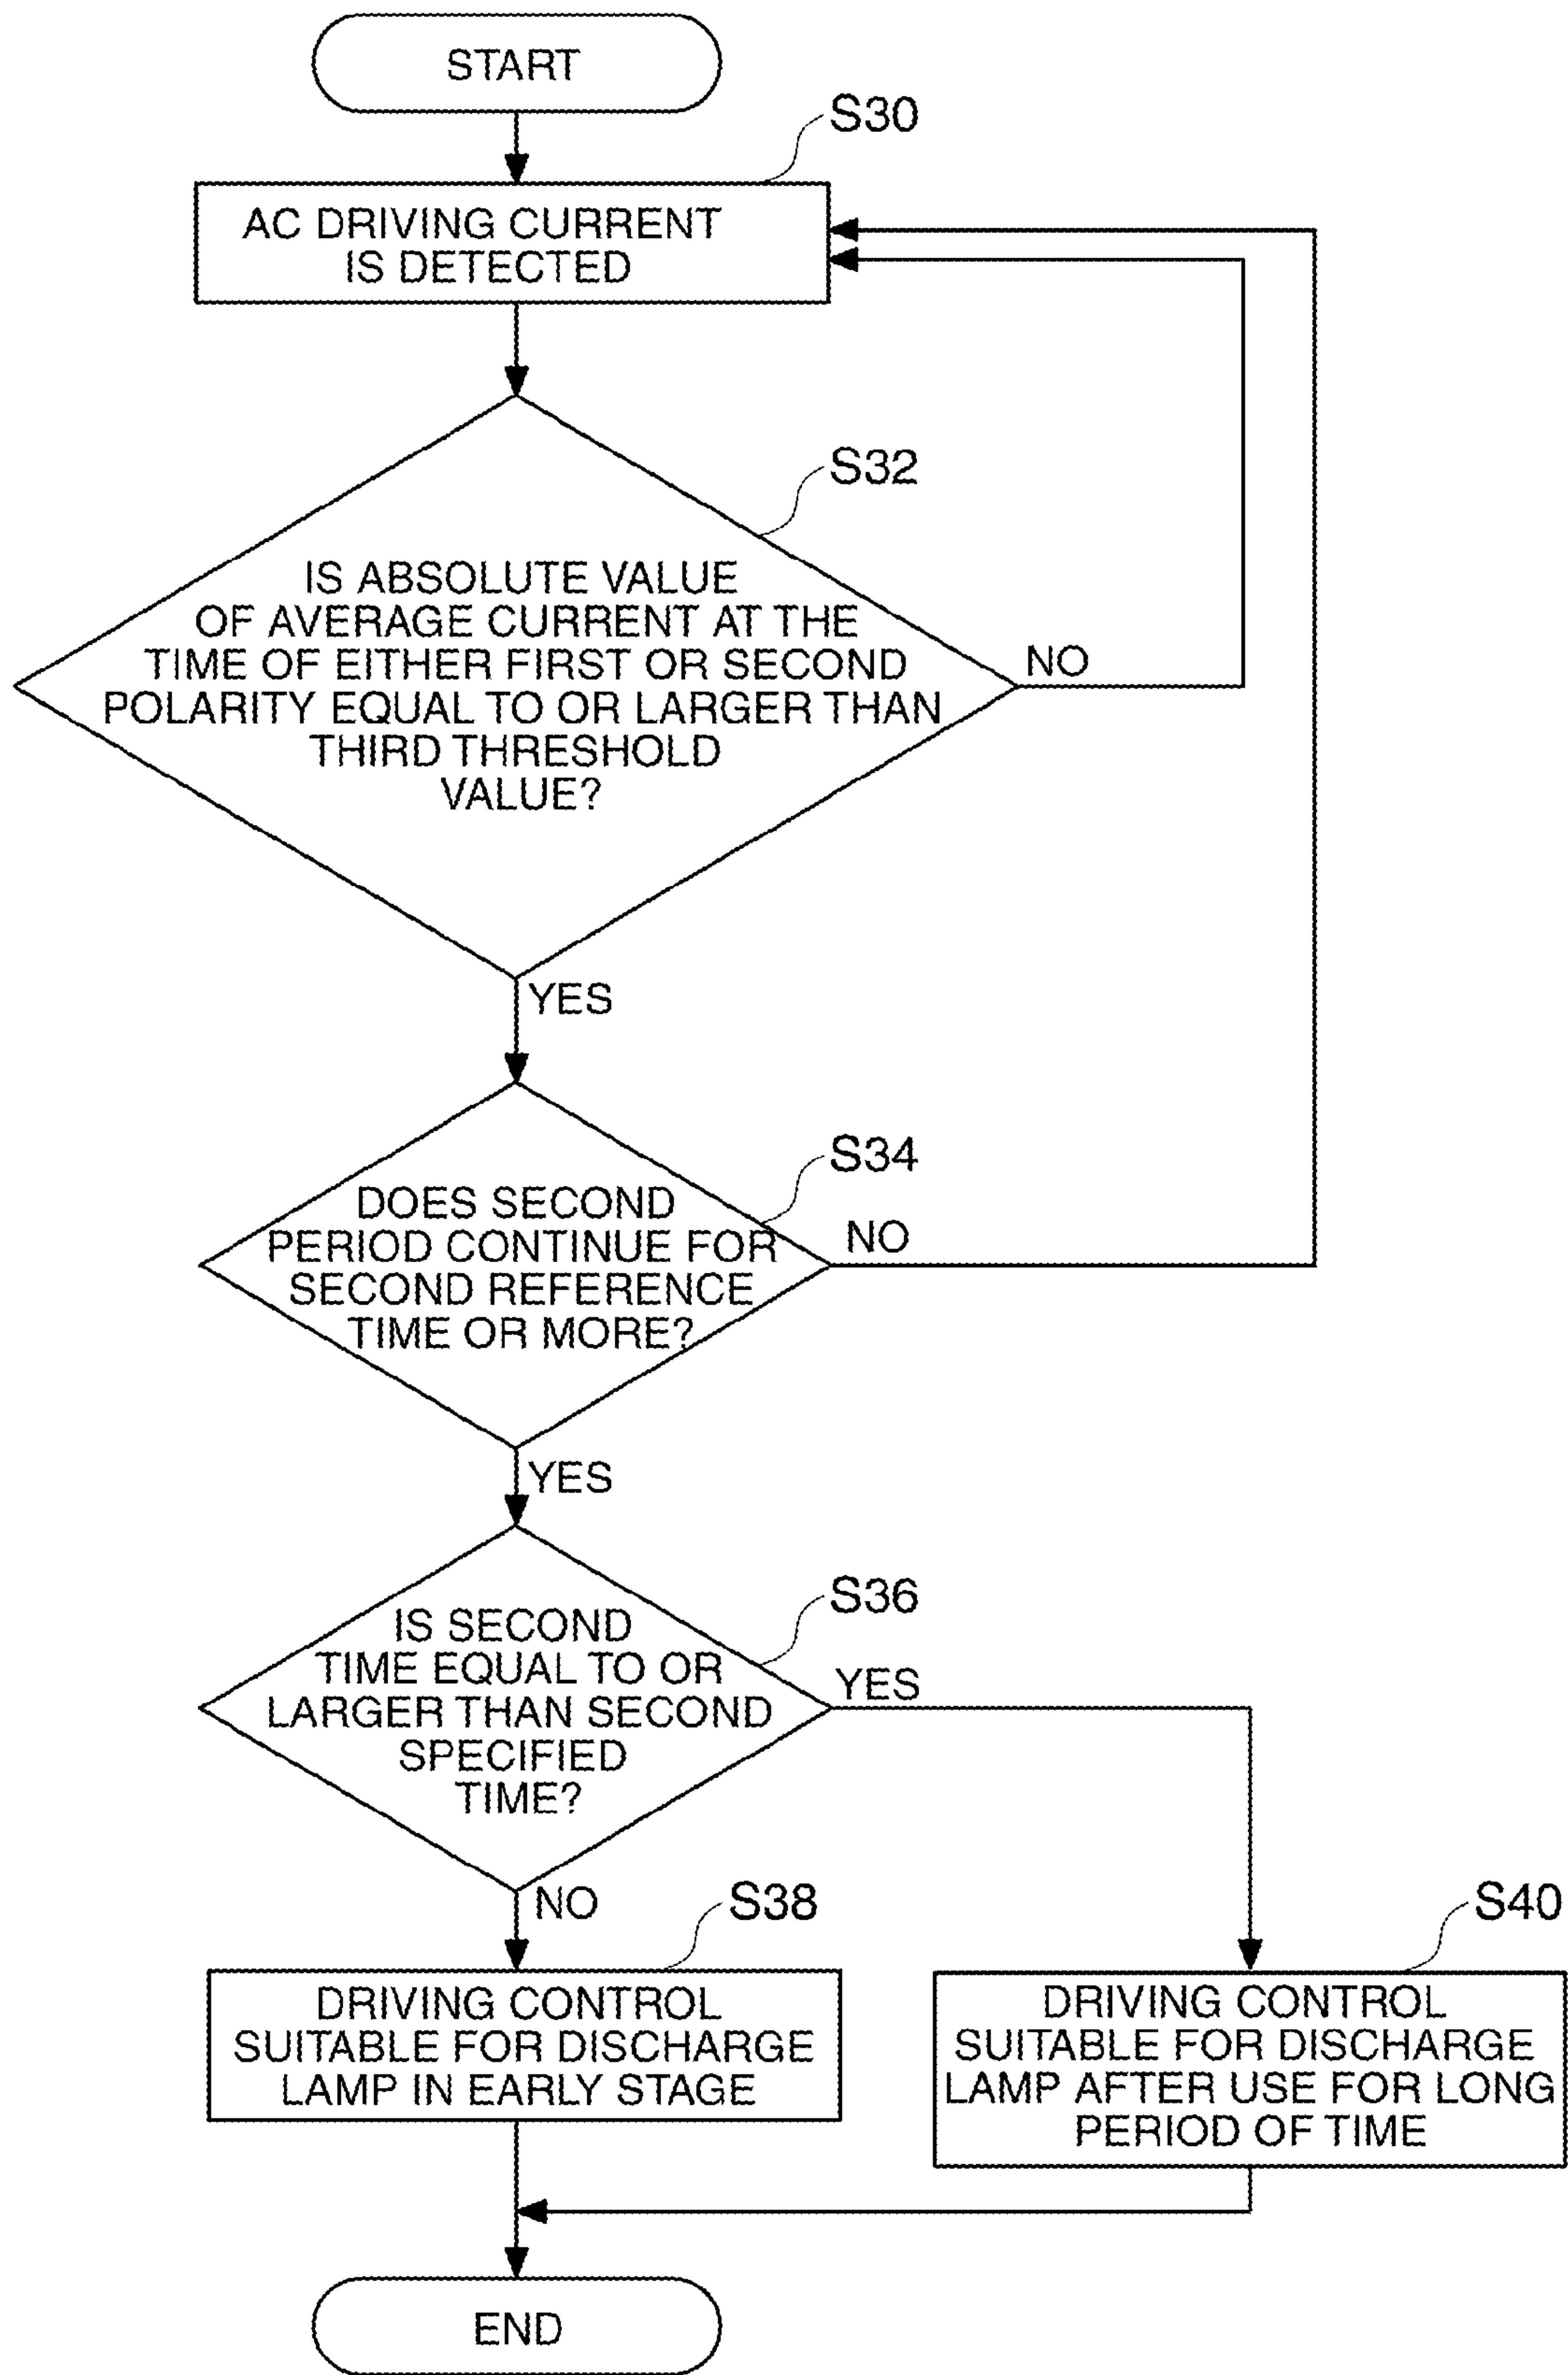 START
S30
AC DRIVING CURRENT
IS DETECTED
S32
IS ABSOLUTE VALUE
OF AVERAGE CURRENT AT THE
TIME OF EITHER FIRST OR SECOND
POLARITY EQUAL TO OR LARGER THAN
THIRD THRESHOLD
VALUE?
NO
YES
S34
DOES SECOND
PERIOD CONTINUE FOR
SECOND REFERENCE
TIME OR MORE?
NO
YES
S36
IS SECOND
TIME EQUAL TO OR
LARGER THAN SECOND
SPECIFIED
TIME?
YES
NO
S38
DRIVING CONTROL
SUITABLE FOR DISCHARGE
LAMP IN EARLY STAGE
S40
DRIVING CONTROL
SUITABLE FOR DISCHARGE
LAMP AFTER USE FOR LONG
PERIOD OF TIME
END